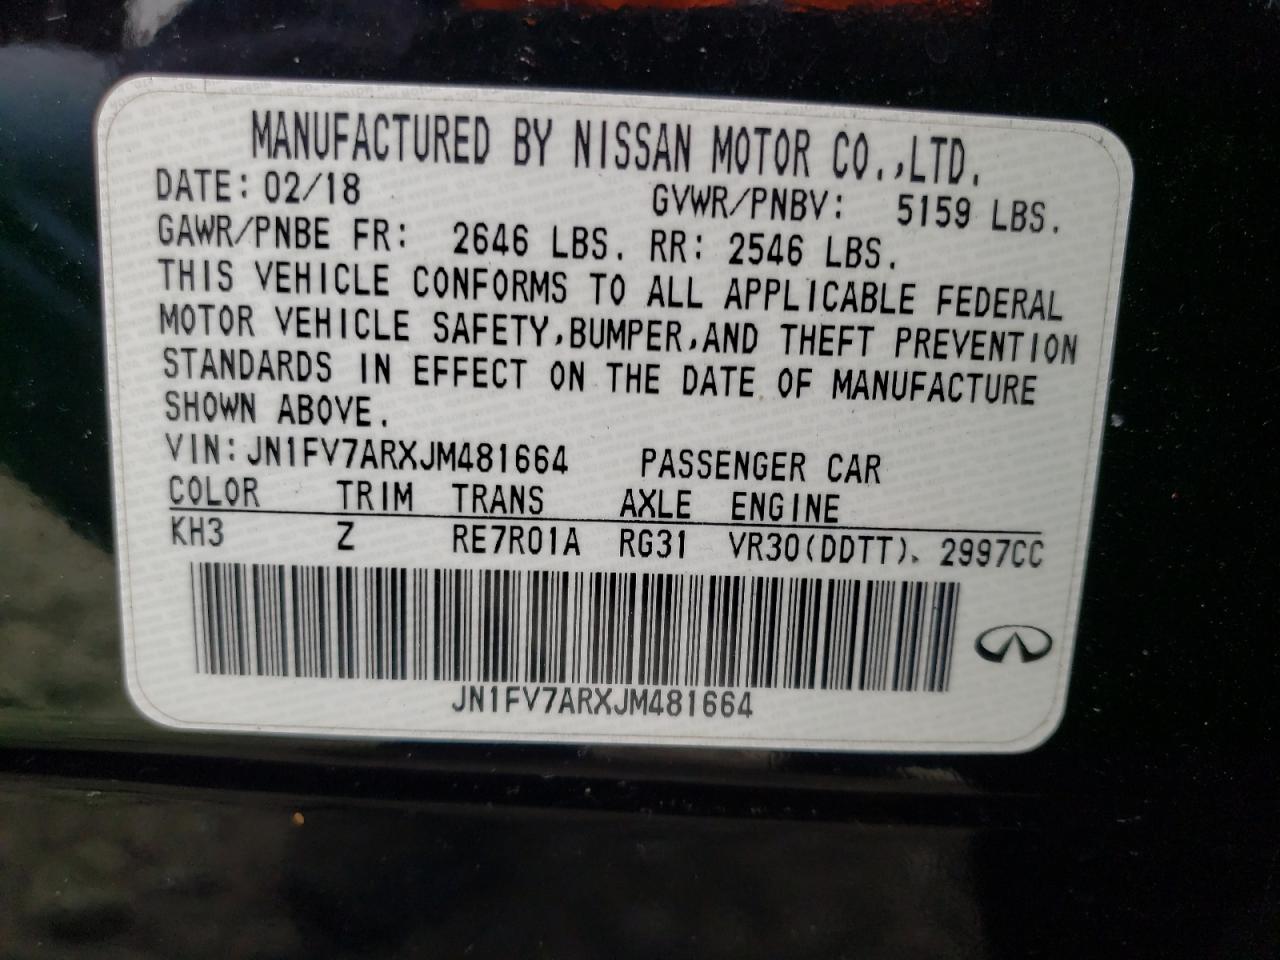 MANUFACTURED BY NISSAN MOTOR CO.,LTD.
DATE: 02/18 GVWR/PNBV: 5159 LBS.
GAWR/PNBE FR: 2646 LBS. RR: 2546 LBS.
THIS VEHICLE CONFORMS TO ALL APPLICABLE FEDERAL
MOTOR VEHICLE SAFETY,BUMPER,AND THEFT PREVENTION
STANDARDS IN EFFECT ON THE DATE OF MANUFACTURE
SHOWN ABOVE.
VIN:JN1FV7ARXJM481664 PASSENGER CAR
COLOR TRIM TRANS AXLE ENGINE
KH3 Z RE7R01A RG31 VR30(DDTT). 2997CC
JN1FV7ARXJM481664